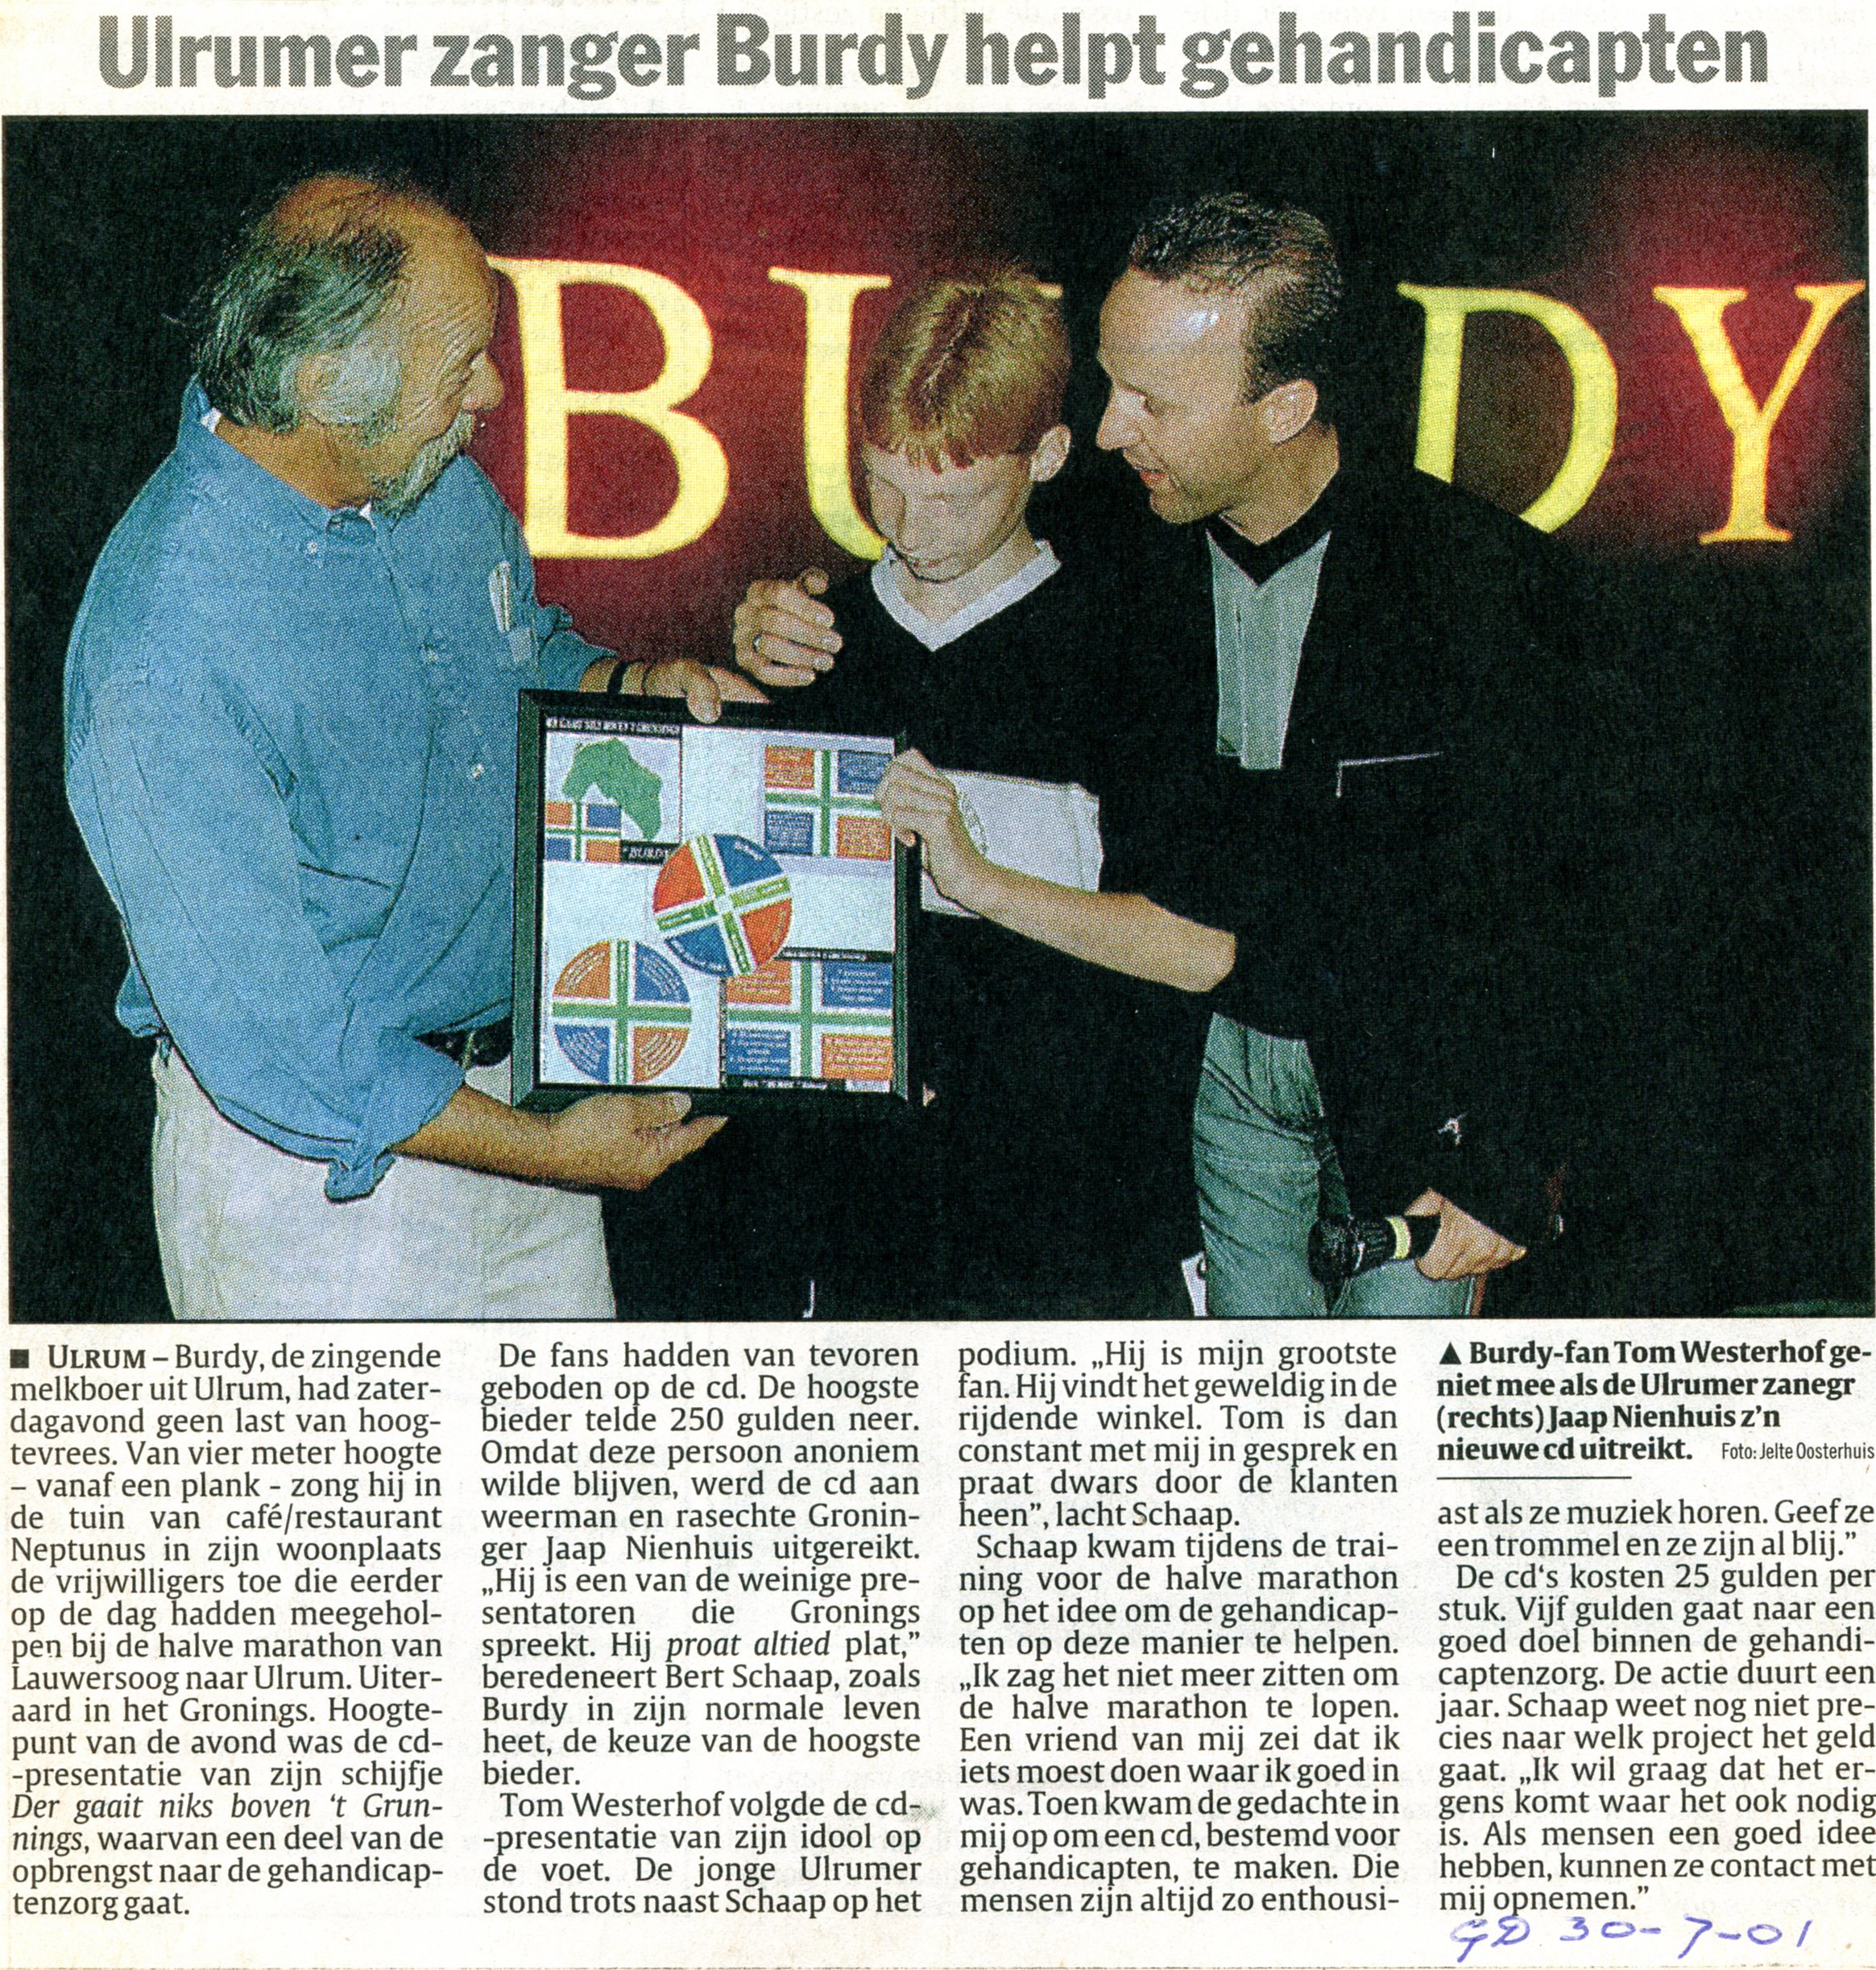 Ulrumer zanger Burdy helpt gehandicapten
BU DY
"BURDY
■ ULRUM – Burdy, de zingende
melkboer uit Ulrum, had zater-
dagavond geen last van hoog-
tevrees. Van vier meter hoogte
– vanaf een plank - zong hij in
de tuin van café/restaurant
Neptunus in zijn woonplaats
de vrijwilligers toe die eerder
op de dag hadden meegehol-
pen bij de halve marathon van
Lauwersoog naar Ulrum. Uiter-
aard in het Gronings. Hoogte-
punt van de avond was de cd-
-presentatie van zijn schijfje
Der gaait niks boven ‘t Grun-
nings, waarvan een deel van de
opbrengst naar de gehandicap-
tenzorg gaat.
De fans hadden van tevoren
geboden op de cd. De hoogste
bieder telde 250 gulden neer.
Omdat deze persoon anoniem
wilde blijven, werd de cd aan
weerman en rasechte Gronin-
ger Jaap Nienhuis uitgereikt.
„Hij is een van de weinige pre-
sentatoren die Gronings
spreekt. Hij proat altied plat,”
beredeneert Bert Schaap, zoals
Burdy in zijn normale leven
heet, de keuze van de hoogste
bieder.
Tom Westerhof volgde de cd-
-presentatie van zijn idool op
de voet. De jonge Ulrumer
stond trots naast Schaap op het
podium. „Hij is mijn grootste
fan. Hij vindt het geweldig in de
rijdende winkel. Tom is dan
constant met mij in gesprek en
praat dwars door de klanten
heen”, lacht Schaap.
Schaap kwam tijdens de trai-
ning voor de halve marathon
op het idee om de gehandicap-
ten op deze manier te helpen.
„Ik zag het niet meer zitten om
de halve marathon te lopen.
Een vriend van mij zei dat ik
iets moest doen waar ik goed in
was. Toen kwam de gedachte in
mij op om een cd, bestemd voor
gehandicapten, te maken. Die
mensen zijn altijd zo enthousi-
▲ Burdy-fan Tom Westerhof ge-
niet mee als de Ulrumer zanegr
(rechts) Jaap Nienhuis z’n
nieuwe cd uitreikt. Foto: Jelte Oosterhuis
ast als ze muziek horen. Geef ze
een trommel en ze zijn al blij.”
De cd‘s kosten 25 gulden per
stuk. Vijf gulden gaat naar een
goed doel binnen de gehandi-
captenzorg. De actie duurt een
jaar. Schaap weet nog niet pre-
cies naar welk project het geld
gaat. „Ik wil graag dat het er-
gens komt waar het ook nodig
is. Als mensen een goed idee
hebben, kunnen ze contact met
mij opnemen.”
GD 30-7-01